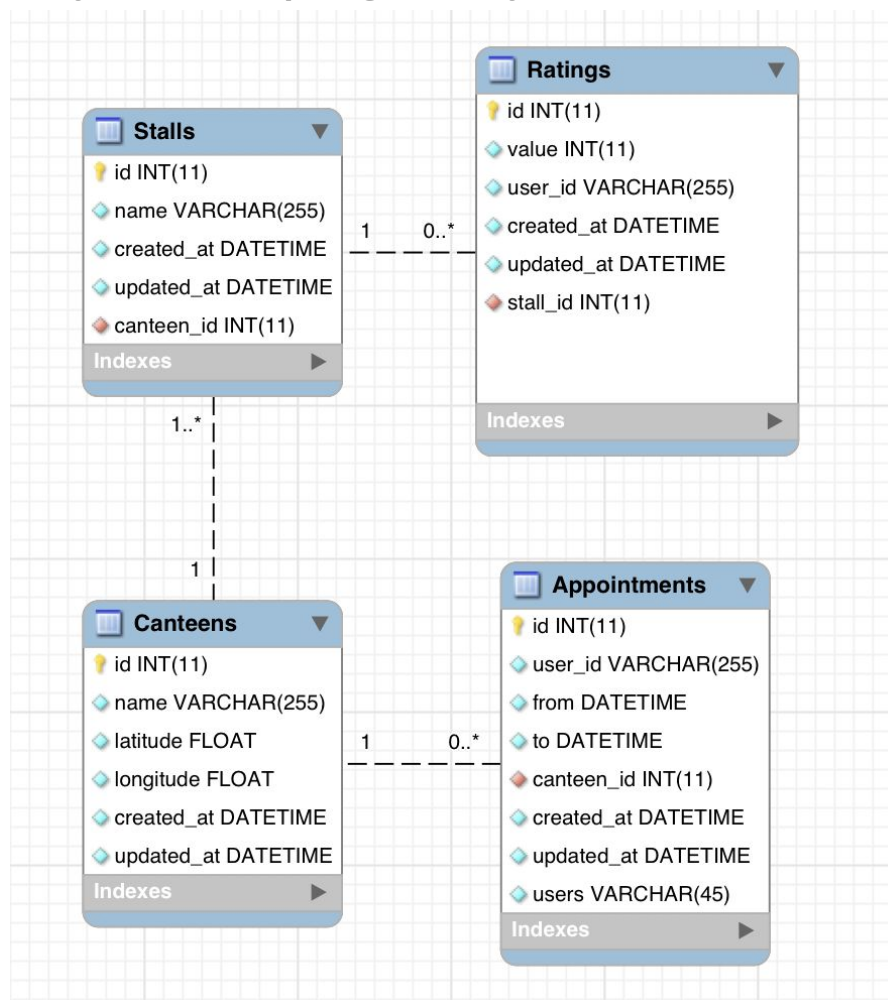 Ratings
id INT(11)
value INT(11)
user_id VARCHAR(255)
created_at DATETIME
updated_at DATETIME
stall_id INT(11)
Indexes
Stalls
id INT(11)
name VARCHAR(255)
created_at DATETIME
updated_at DATETIME
canteen_id INT(11)
Indexes
1
0..*
1..*
1
Canteens
id INT(11)
name VARCHAR(255)
latitude FLOAT
longitude FLOAT
created_at DATETIME
updated_at DATETIME
Indexes
1
0..*
Appointments
id INT(11)
user_id VARCHAR(255)
from DATETIME
to DATETIME
canteen_id INT(11)
created_at DATETIME
updated_at DATETIME
users VARCHAR(45)
Indexes